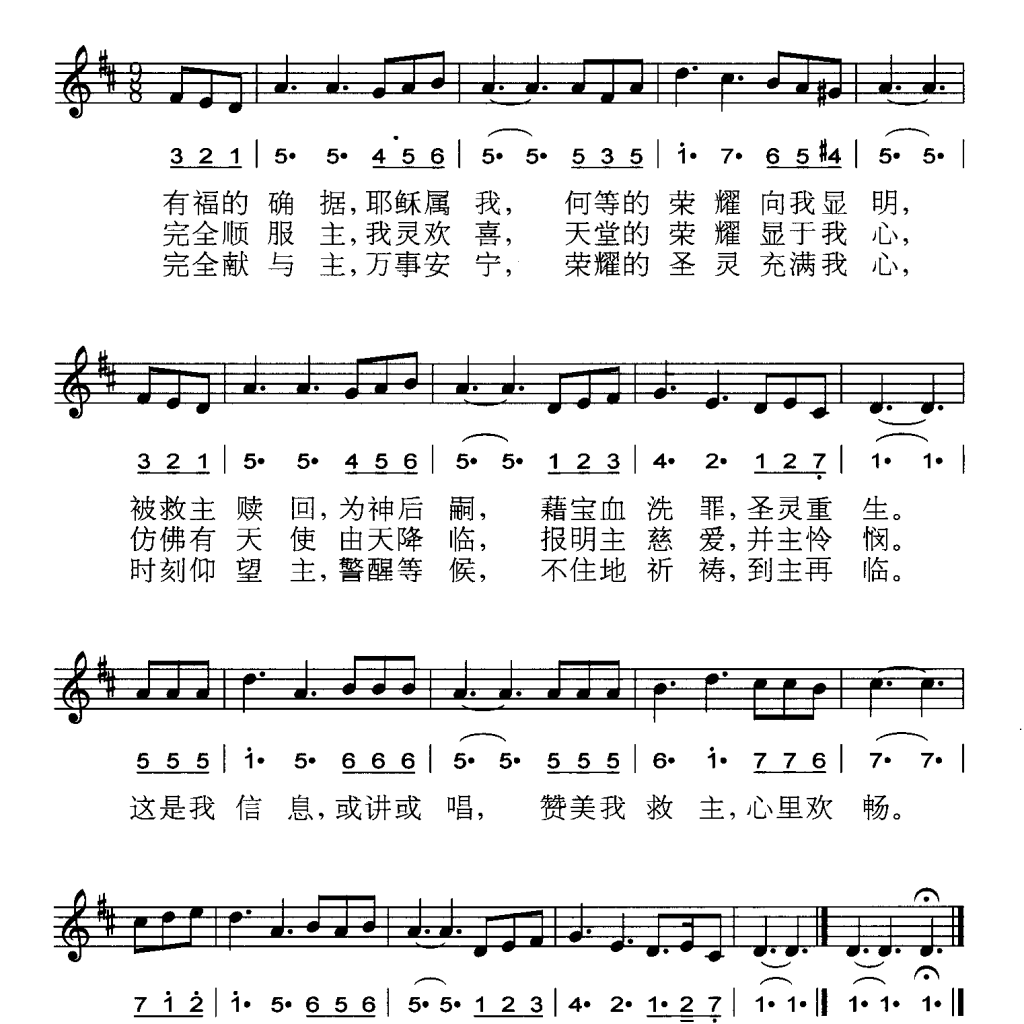 9
8
3 2 1 | 5• 5• 4 5 6 | 5• 5• 5 3 5 | i• 7• 6 5 #4 | 5• 5• |
有福的 确 据, 耶稣属 我, 何等的 荣 耀 向我显 明,
完全顺 服 主, 我灵欢 喜, 天堂的 荣 耀 显于我 心,
完全献 与 主, 万事安 宁, 荣耀的 圣 灵 充满我 心,
3 2 1 | 5• 5• 4 5 6 | 5• 5• 1 2 3 | 4• 2• 1 2 7̣ | 1• 1• |
被救主 赎 回, 为神后 嗣, 藉宝血 洗 罪, 圣灵重 生。
仿佛有 天 使 由天降 临, 报明主 慈 爱, 并主怜 悯。
时刻仰 望 主, 警醒等 候, 不住地 祈 祷, 到主再 临。
5 5 5 | i• 5• 6 6 6 | 5• 5• 5 5 5 | 6• i• 7 7 6 | 7• 7• |
这是我 信 息, 或讲或 唱, 赞美我 救 主, 心里欢 畅。
7 i 2̇ | i• 5• 6 5 6 | 5• 5• 1 2 3 | 4• 2• 1• 2 7̣ | 1• 1• ‖ 1• 1• 1• ‖